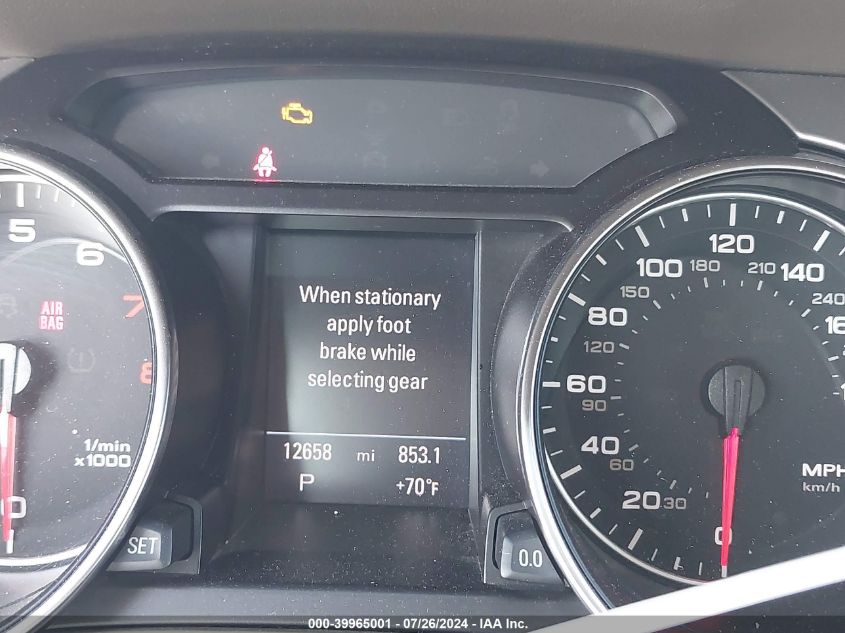 5
6
7
8
AIR
BAG
1/min
x1000
0
SET
When stationary
apply foot
brake while
selecting gear
12658 mi 853.1
P +70°F
0.0
0
20
40
60
80
100
120
140
30
60
90
120
150
180
210
240
MPH
km/h
000-39965001 - 07/26/2024 - IAA Inc.